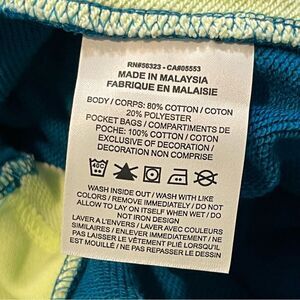 RN#56323 - CA#05553
MADE IN MALAYSIA
FABRIQUE EN MALAISIE
BODY / CORPS: 80% COTTON / COTON
20% POLYESTER
POCKET BAGS / COMPARTIMENTS DE
POCHE: 100% COTTON / COTON
EXCLUSIVE OF DECORATION /
DECORATION NON COMPRISE
WASH INSIDE OUT / WASH WITH LIKE
COLORS / REMOVE IMMEDIATELY / DO NOT
ALLOW TO LAY ON ITSELF WHEN WET / DO
NOT IRON DESIGN
LAVER A L'ENVERS / LAVER AVEC COULEURS
SIMILAIRES / ENLEVER IMMEDIATEMENT / NE
PAS LAISSER LE VÊTEMENT PLIÉ LORSQU'IL
EST MOUILLE / NE PAS REPASSER LE DESSIN